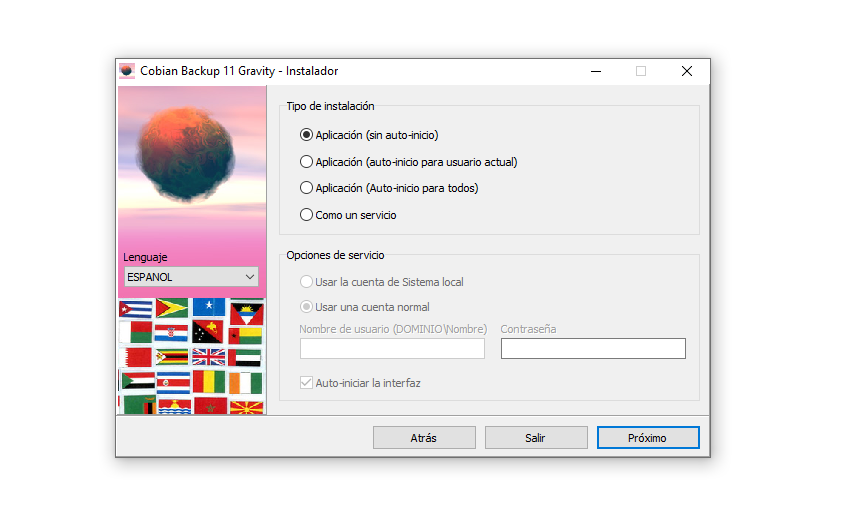 Cobian Backup 11 Gravity - Instalador
Tipo de instalación
Aplicación (sin auto-inicio)
Aplicación (auto-inicio para usuario actual)
Aplicación (Auto-inicio para todos)
Como un servicio
Lenguaje
ESPANOL
Opciones de servicio
Usar la cuenta de Sistema local
Usar una cuenta normal
Nombre de usuario (DOMINIO\Nombre) Contraseña
Auto-iniciar la interfaz
Atrás Salir Próximo